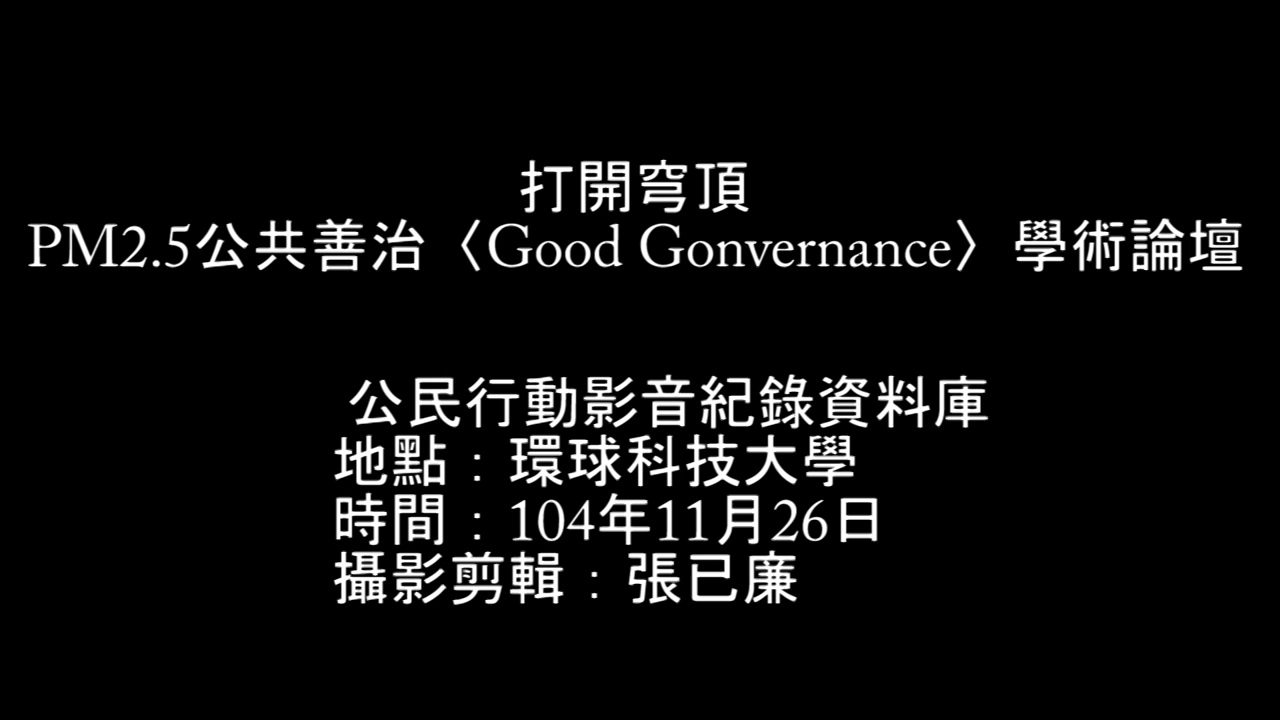 打開穹頂
PM2.5公共善治〈Good Gonvernance〉學術論壇
公民行動影音紀錄資料庫
地點：環球科技大學
時間：104年11月26日
攝影剪輯：張已廉